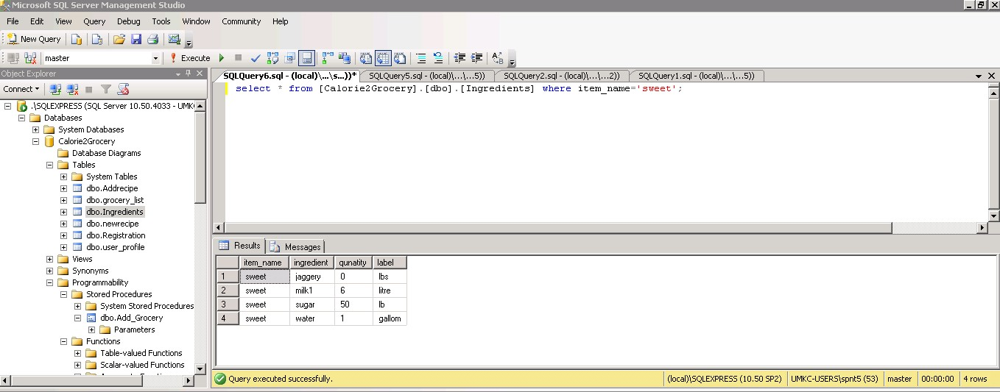 Microsoft SQL Server Management Studio
File Edit View Query Debug Tools Window Community Help
New Query
master Execute
Object Explorer
Connect
.\SQLEXPRESS (SQL Server 10.50.4033 - UMK
Databases
System Databases
Calorie2Grocery
Database Diagrams
Tables
System Tables
dbo.Addrecipe
dbo.grocery_list
dbo.Ingredients
dbo.newrecipe
dbo.Registration
dbo.user_profile
Views
Synonyms
Programmability
Stored Procedures
System Stored Procedures
dbo.Add_Grocery
Parameters
Functions
Table-valued Functions
Scalar-valued Functions
SQLQuery6.sql - (local)\...\s...))* SQLQuery5.sql - (local)\...\...5)) SQLQuery2.sql - (local)\...\...2)) SQLQuery1.sql - (local)\...\...5))
select * from [Calorie2Grocery].[dbo].[Ingredients] where item_name='sweet';
Results Messages
item_name ingredient qunatity label
1 sweet jaggery 0 lbs
2 sweet milk1 6 litre
3 sweet sugar 50 lb
4 sweet water 1 gallom
Query executed successfully. (local)\SQLEXPRESS (10.50 SP2) UMKC-USERS\spnt5 (53) master 00:00:00 4 rows